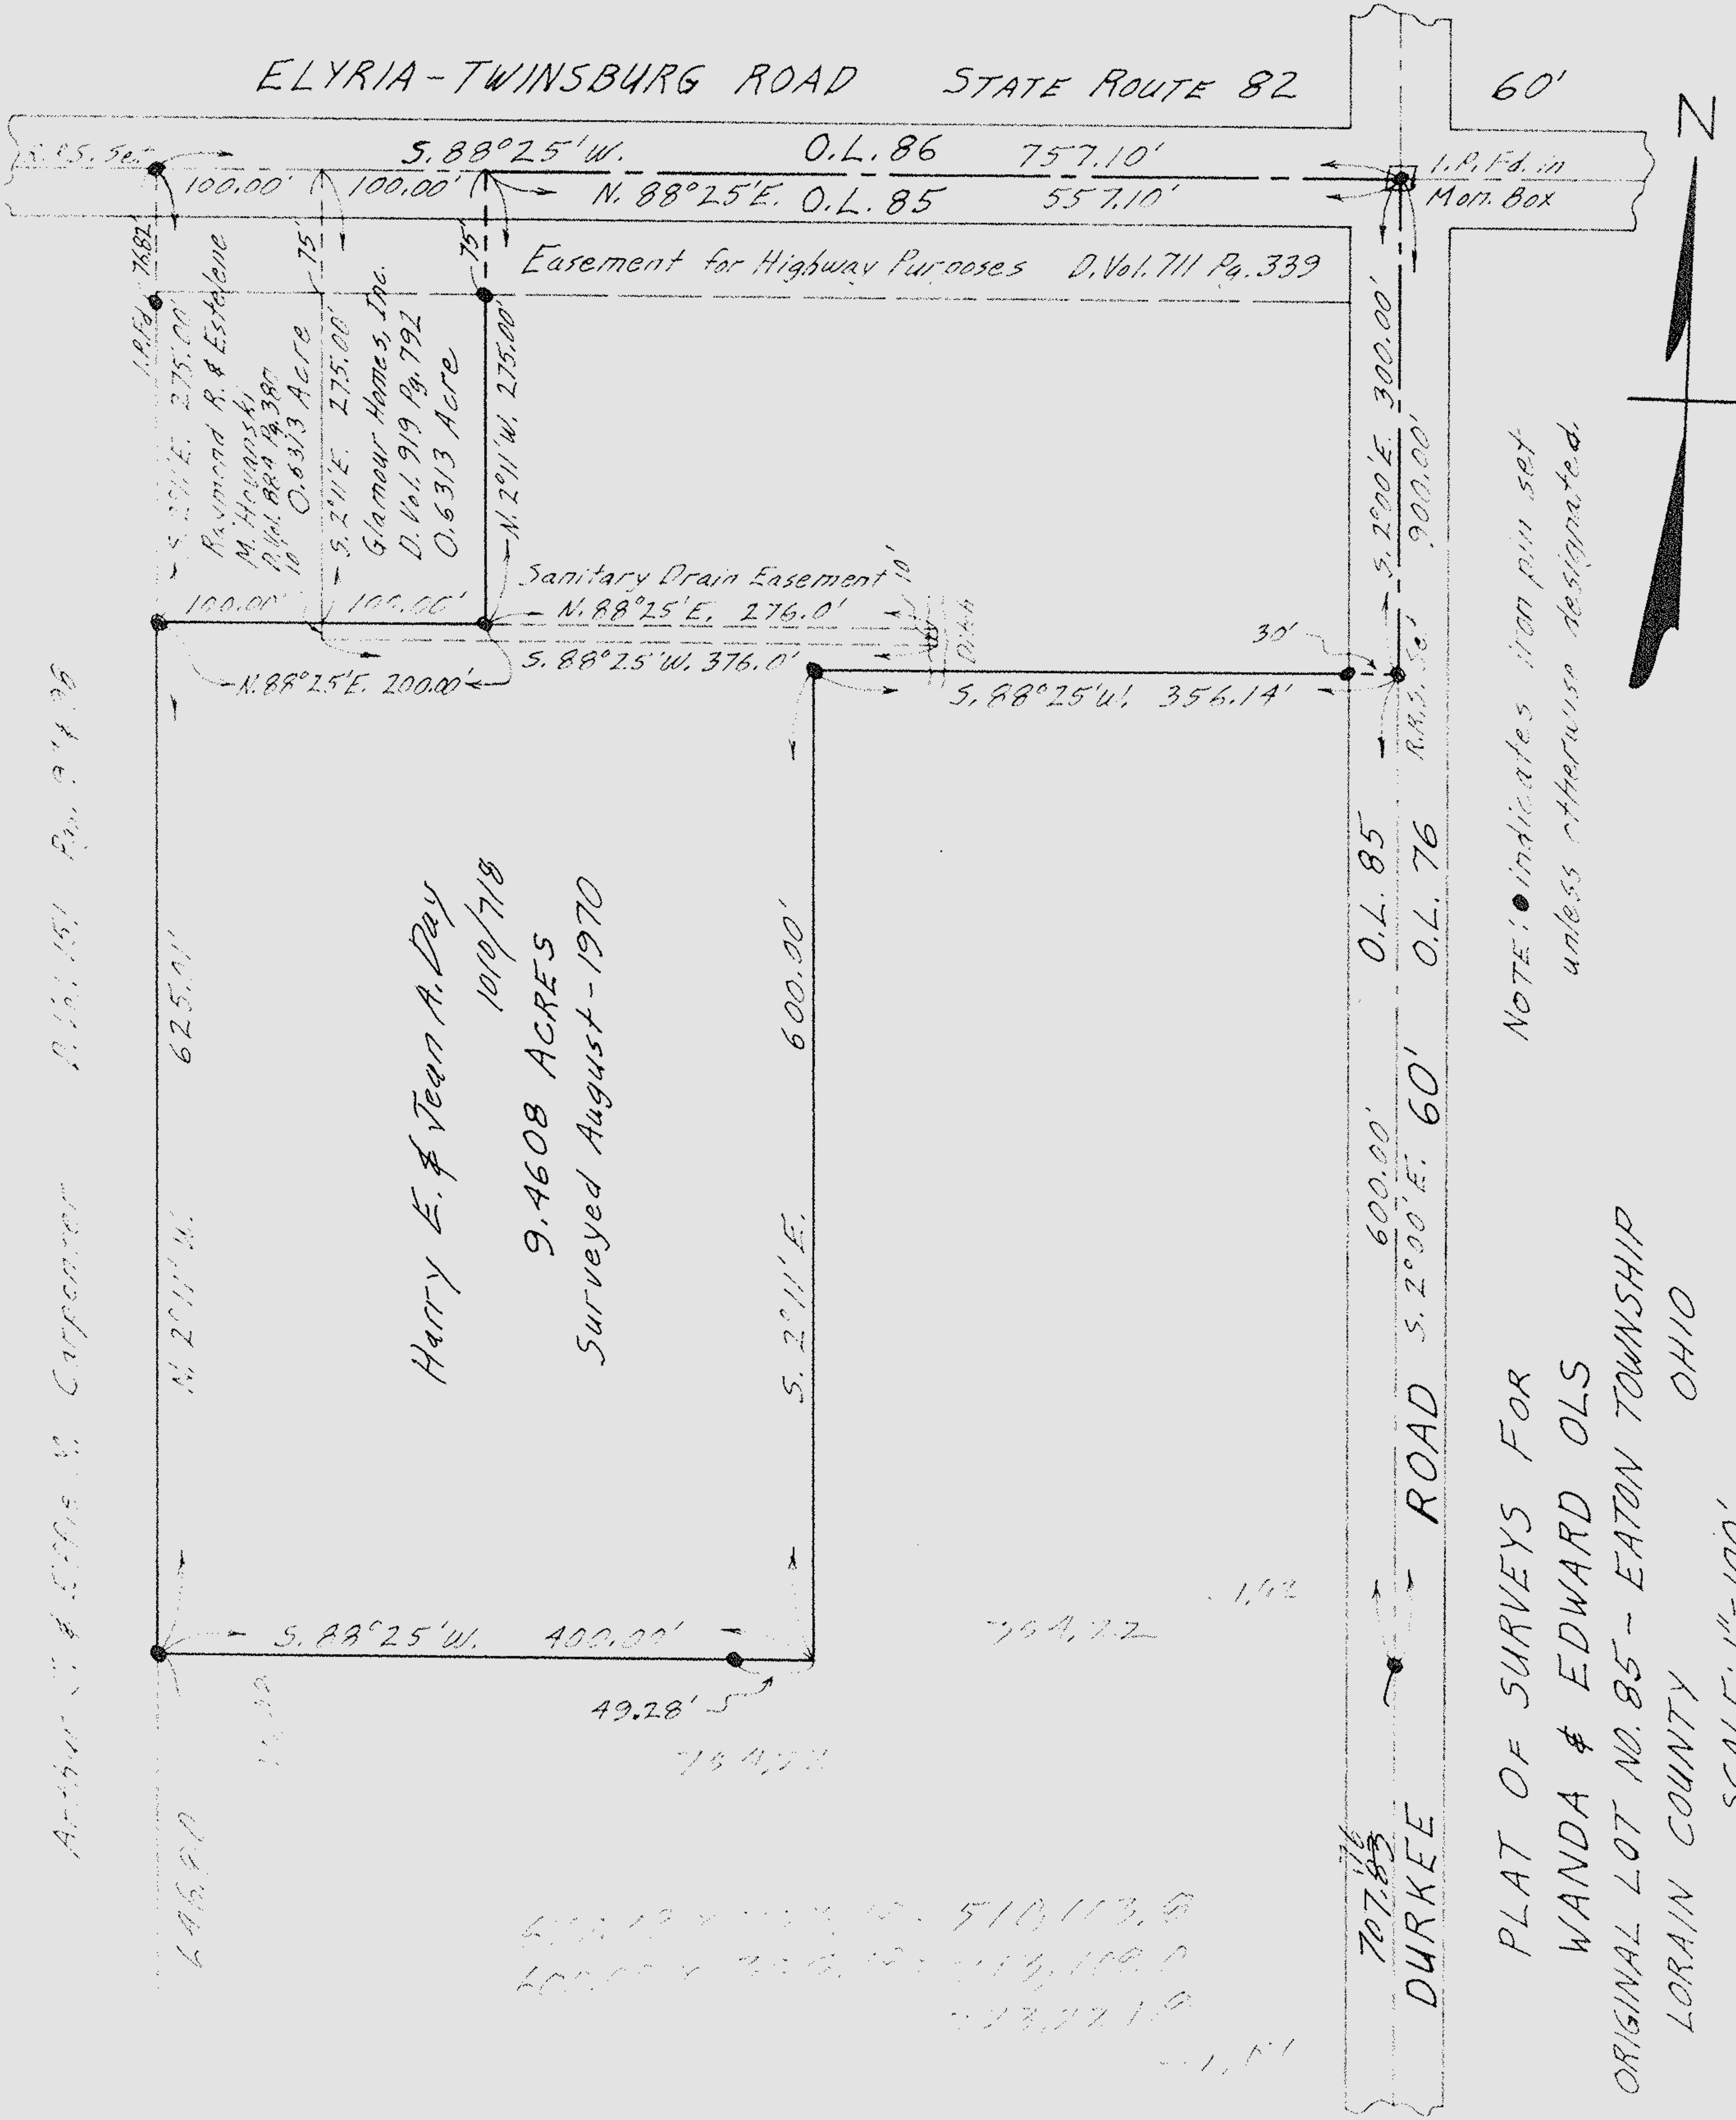 ELYRIA-TWINSBURG ROAD STATE ROUTE 82 60'
N
S. 88°25'W. O.L. 86 757.10'
100.00' 100.00' N. 88°25'E. O.L. 85 557.10'
I.P. Fd. in
Mon. Box
76.82'
I.P.Fd.
75'
75'
Easement for Highway Purposes D.Vol. 711 Pg. 339
275.00'
Raymond R. & Estelene
0.6313 Acre
S. 2°11'E. 275.00'
Glamour Homes, Inc.
D. Vol. 919 Pg. 792
0.6313 Acre
N. 2°11'W. 275.00'
S. 2°00'E. 300.00'
900.00'
100.00' 100.00'
Sanitary Drain Easement 10'
N. 88°25'E. 276.0'
Ditch
S. 88°25'W. 376.0'
N. 88°25'E. 200.00'
30'
S. 88°25'W. 356.14'
NOTE: indicates iron pin set
unless otherwise designated.
Carpenter
N. 2°11'W. 625.01'
Harry E. & Jean A. Day
1010/718
9.4608 ACRES
Surveyed August-1970
S. 2°11'E. 600.00'
O.L. 85
O.L. 76
600.00'
DURKEE ROAD S. 2°00'E. 60'
S. 88°25'W. 400.00'
49.28'
707.83
PLAT OF SURVEYS FOR
WANDA & EDWARD OLS
ORIGINAL LOT NO. 85 - EATON TOWNSHIP
LORAIN COUNTY OHIO
SCALE: 1"=100'